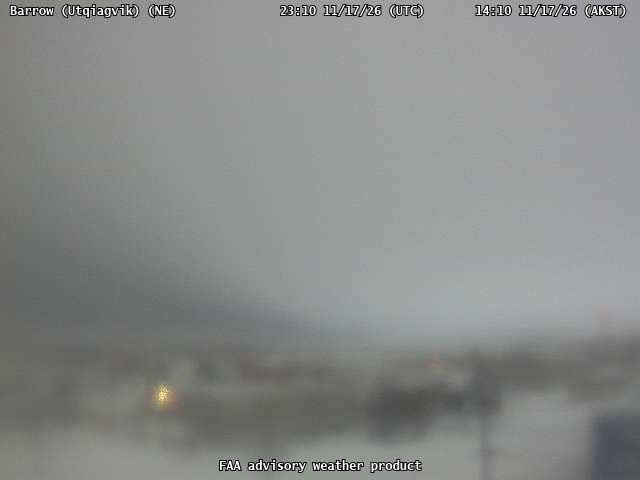 Barrow (Utqiagvik) (NE) 23:10 11/17/26 (UTC) 14:10 11/17/26 (AKST)
FAA advisory weather product